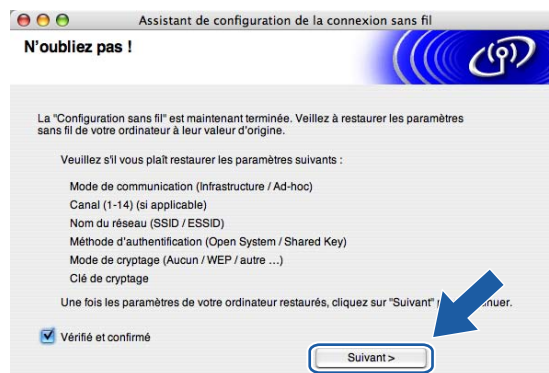 Assistant de configuration de la connexion sans fil
N'oubliez pas !
La "Configuration sans fil" est maintenant terminée. Veillez à restaurer les paramètres
sans fil de votre ordinateur à leur valeur d'origine.
Veuillez s'il vous plaît restaurer les paramètres suivants :
Mode de communication (Infrastructure / Ad-hoc)
Canal (1-14) (si applicable)
Nom du réseau (SSID / ESSID)
Méthode d'authentification (Open System / Shared Key)
Mode de cryptage (Aucun / WEP / autre ...)
Clé de cryptage
Une fois les paramètres de votre ordinateur restaurés, cliquez sur "Suivant"
Vérifié et confirmé
Suivant >